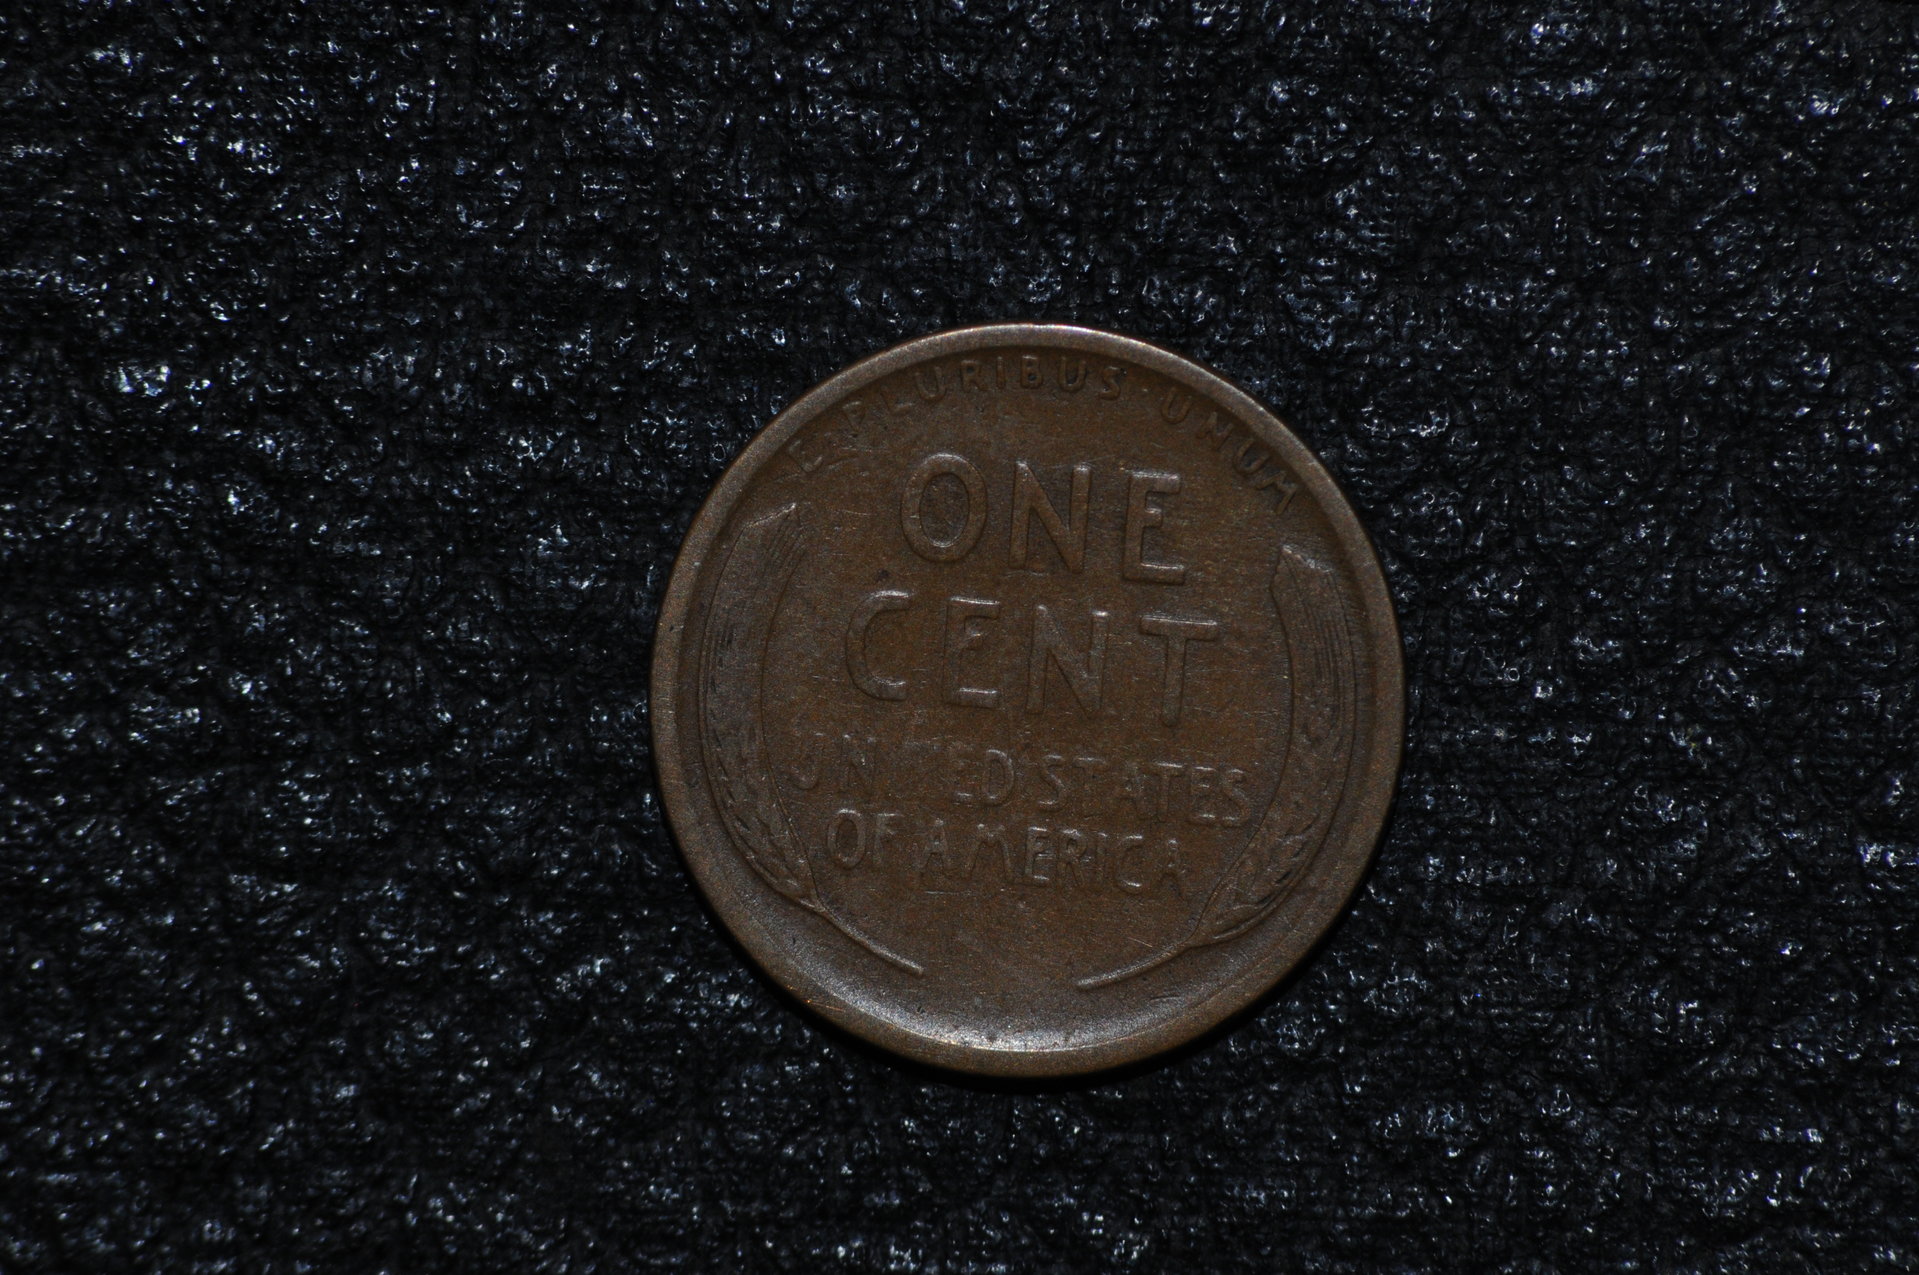 E·PLURIBUS·UNUM
ONE
CENT
UNITED STATES
OF AMERICA